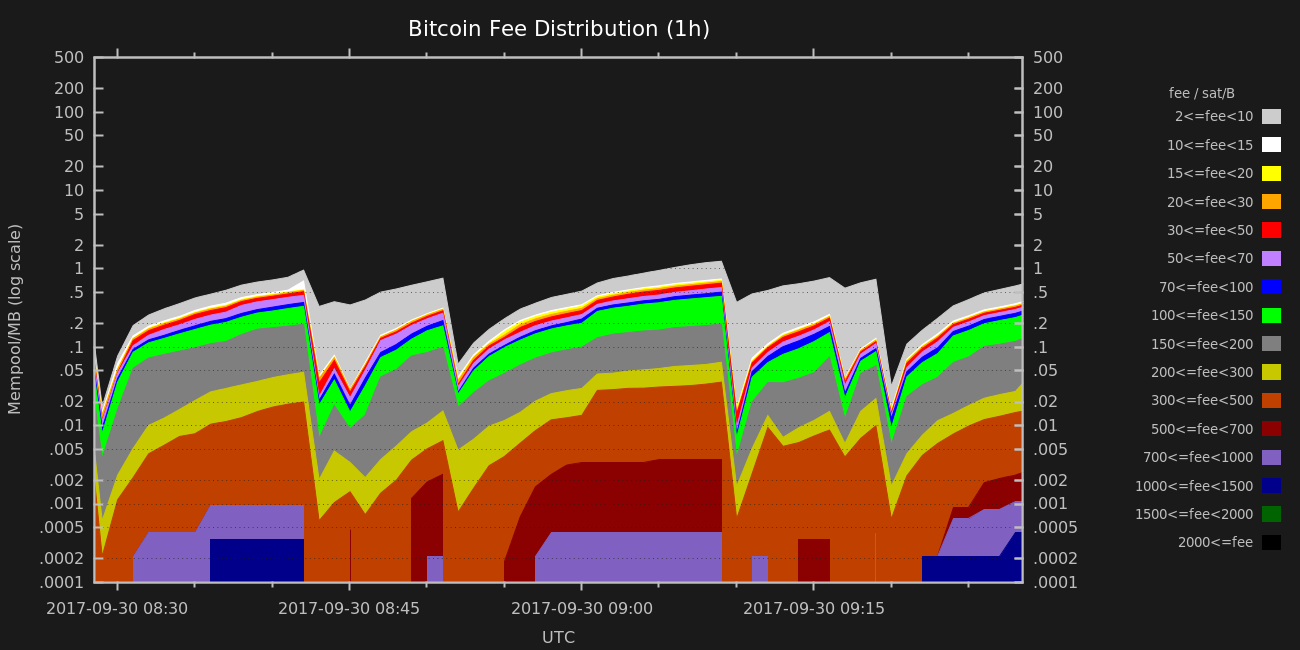 Bitcoin Fee Distribution (1h)
Mempool/MB (log scale)
500
200
100
50
20
10
5
2
1
.5
.2
.1
.05
.02
.01
.005
.002
.001
.0005
.0002
.0001
500
200
100
50
20
10
5
2
1
.5
.2
.1
.05
.02
.01
.005
.002
.001
.0005
.0002
.0001
2017-09-30 08:30
2017-09-30 08:45
2017-09-30 09:00
2017-09-30 09:15
UTC
fee / sat/B
2<=fee<10
10<=fee<15
15<=fee<20
20<=fee<30
30<=fee<50
50<=fee<70
70<=fee<100
100<=fee<150
150<=fee<200
200<=fee<300
300<=fee<500
500<=fee<700
700<=fee<1000
1000<=fee<1500
1500<=fee<2000
2000<=fee